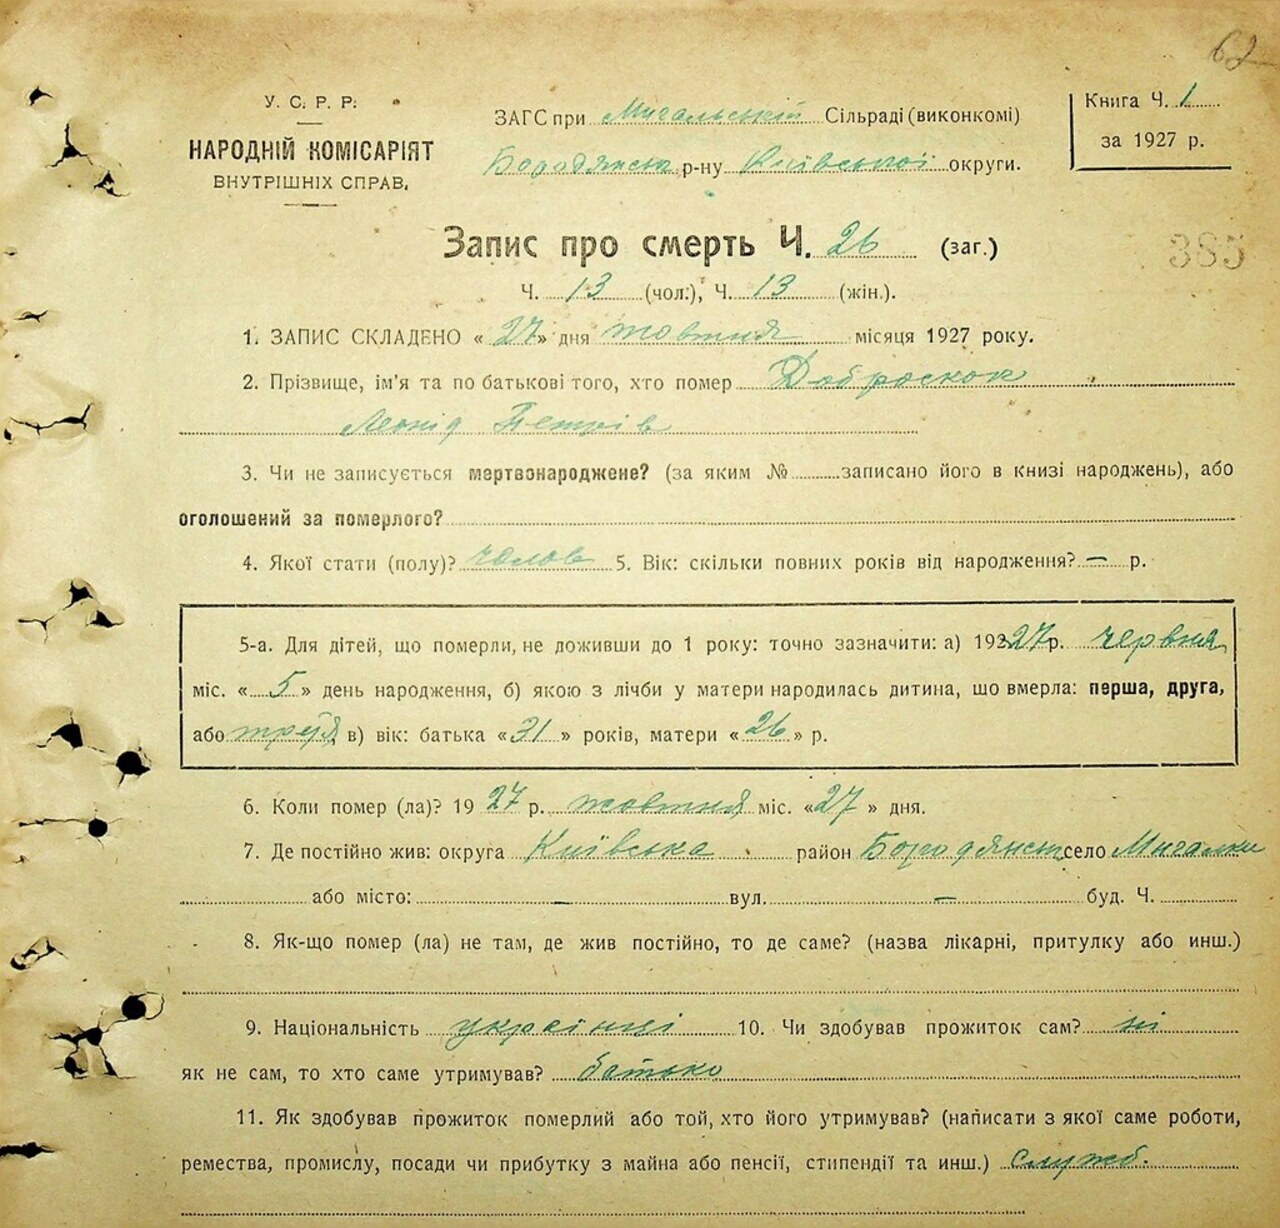 62
У. С. Р. Р.
НАРОДНІЙ КОМІСАРІЯТ
ВНУТРІШНІХ СПРАВ.
ЗАГС при Мигальській Сільраді (виконкомі)
Бородянськ. р-ну Київської округи.
Книга Ч. 1
за 1927 р.
Запис про смерть Ч. 26 (заг.)
385
Ч. 13 (чол.), Ч. 13 (жін.).
1. ЗАПИС СКЛАДЕНО « 27 » дня жовтня місяця 1927 року.
2. Прізвище, ім'я та по батькові того, хто помер Доброскок
Леонід Петрів
3. Чи не записується мертвонароджене? (за яким № записано його в книзі народжень), або
оголошений за померлого?
4. Якої стати (полу)? чолов 5. Вік: скільки повних років від народження? — р.
5-а. Для дітей, що померли, не доживши до 1 року: точно зазначити: а) 1927 р. червня
міс. « 5 » день народження, б) якою з лічби у матери народилась дитина, що вмерла: перша, друга,
або третя в) вік: батька « 31 » років, матери « 26 » р.
6. Коли помер (ла)? 1927 р. жовтня міс. « 27 » дня.
7. Де постійно жив: округа Київська район Бородянськ село Мигалки
або місто: — вул. — буд. Ч.
8. Як-що помер (ла) не там, де жив постійно, то де саме? (назва лікарні, притулку або инш.)
9. Національність українці 10. Чи здобував прожиток сам? ні
як не сам, то хто саме утримував? батько
11. Як здобував прожиток померлий або той, хто його утримував? (написати з якої саме роботи,
ремества, промислу, посади чи прибутку з майна або пенсії, стипендії та инш.) служб.